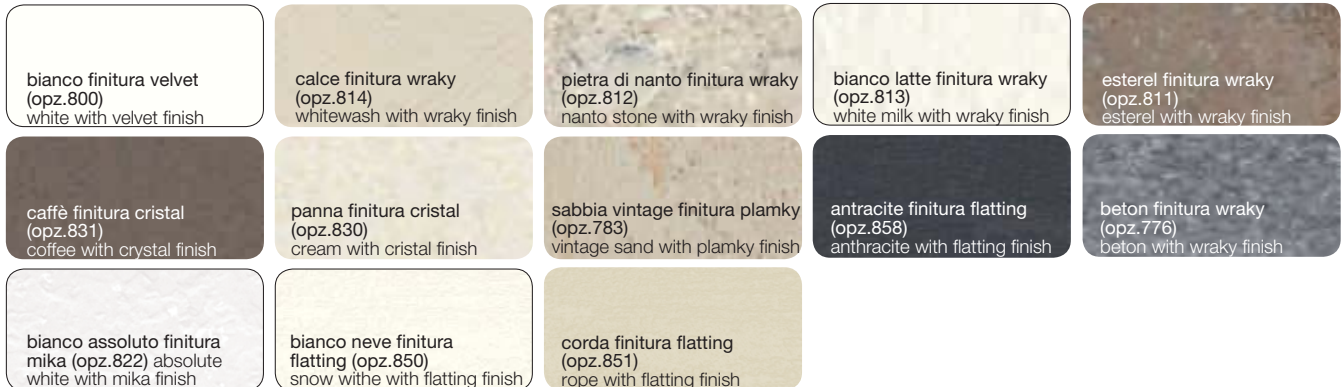 bianco finitura velvet
(opz.800)
white with velvet finish
calce finitura wraky
(opz.814)
whitewash with wraky finish
pietra di nanto finitura wraky
(opz.812)
nanto stone with wraky finish
bianco latte finitura wraky
(opz.813)
white milk with wraky finish
esterel finitura wraky
(opz.811)
esterel with wraky finish
caffè finitura cristal
(opz.831)
coffee with crystal finish
panna finitura cristal
(opz.830)
cream with cristal finish
sabbia vintage finitura plamky
(opz.783)
vintage sand with plamky finish
antracite finitura flatting
(opz.858)
anthracite with flatting finish
beton finitura wraky
(opz.776)
beton with wraky finish
bianco assoluto finitura
mika (opz.822) absolute
white with mika finish
bianco neve finitura
flatting (opz.850)
snow withe with flatting finish
corda finitura flatting
(opz.851)
rope with flatting finish